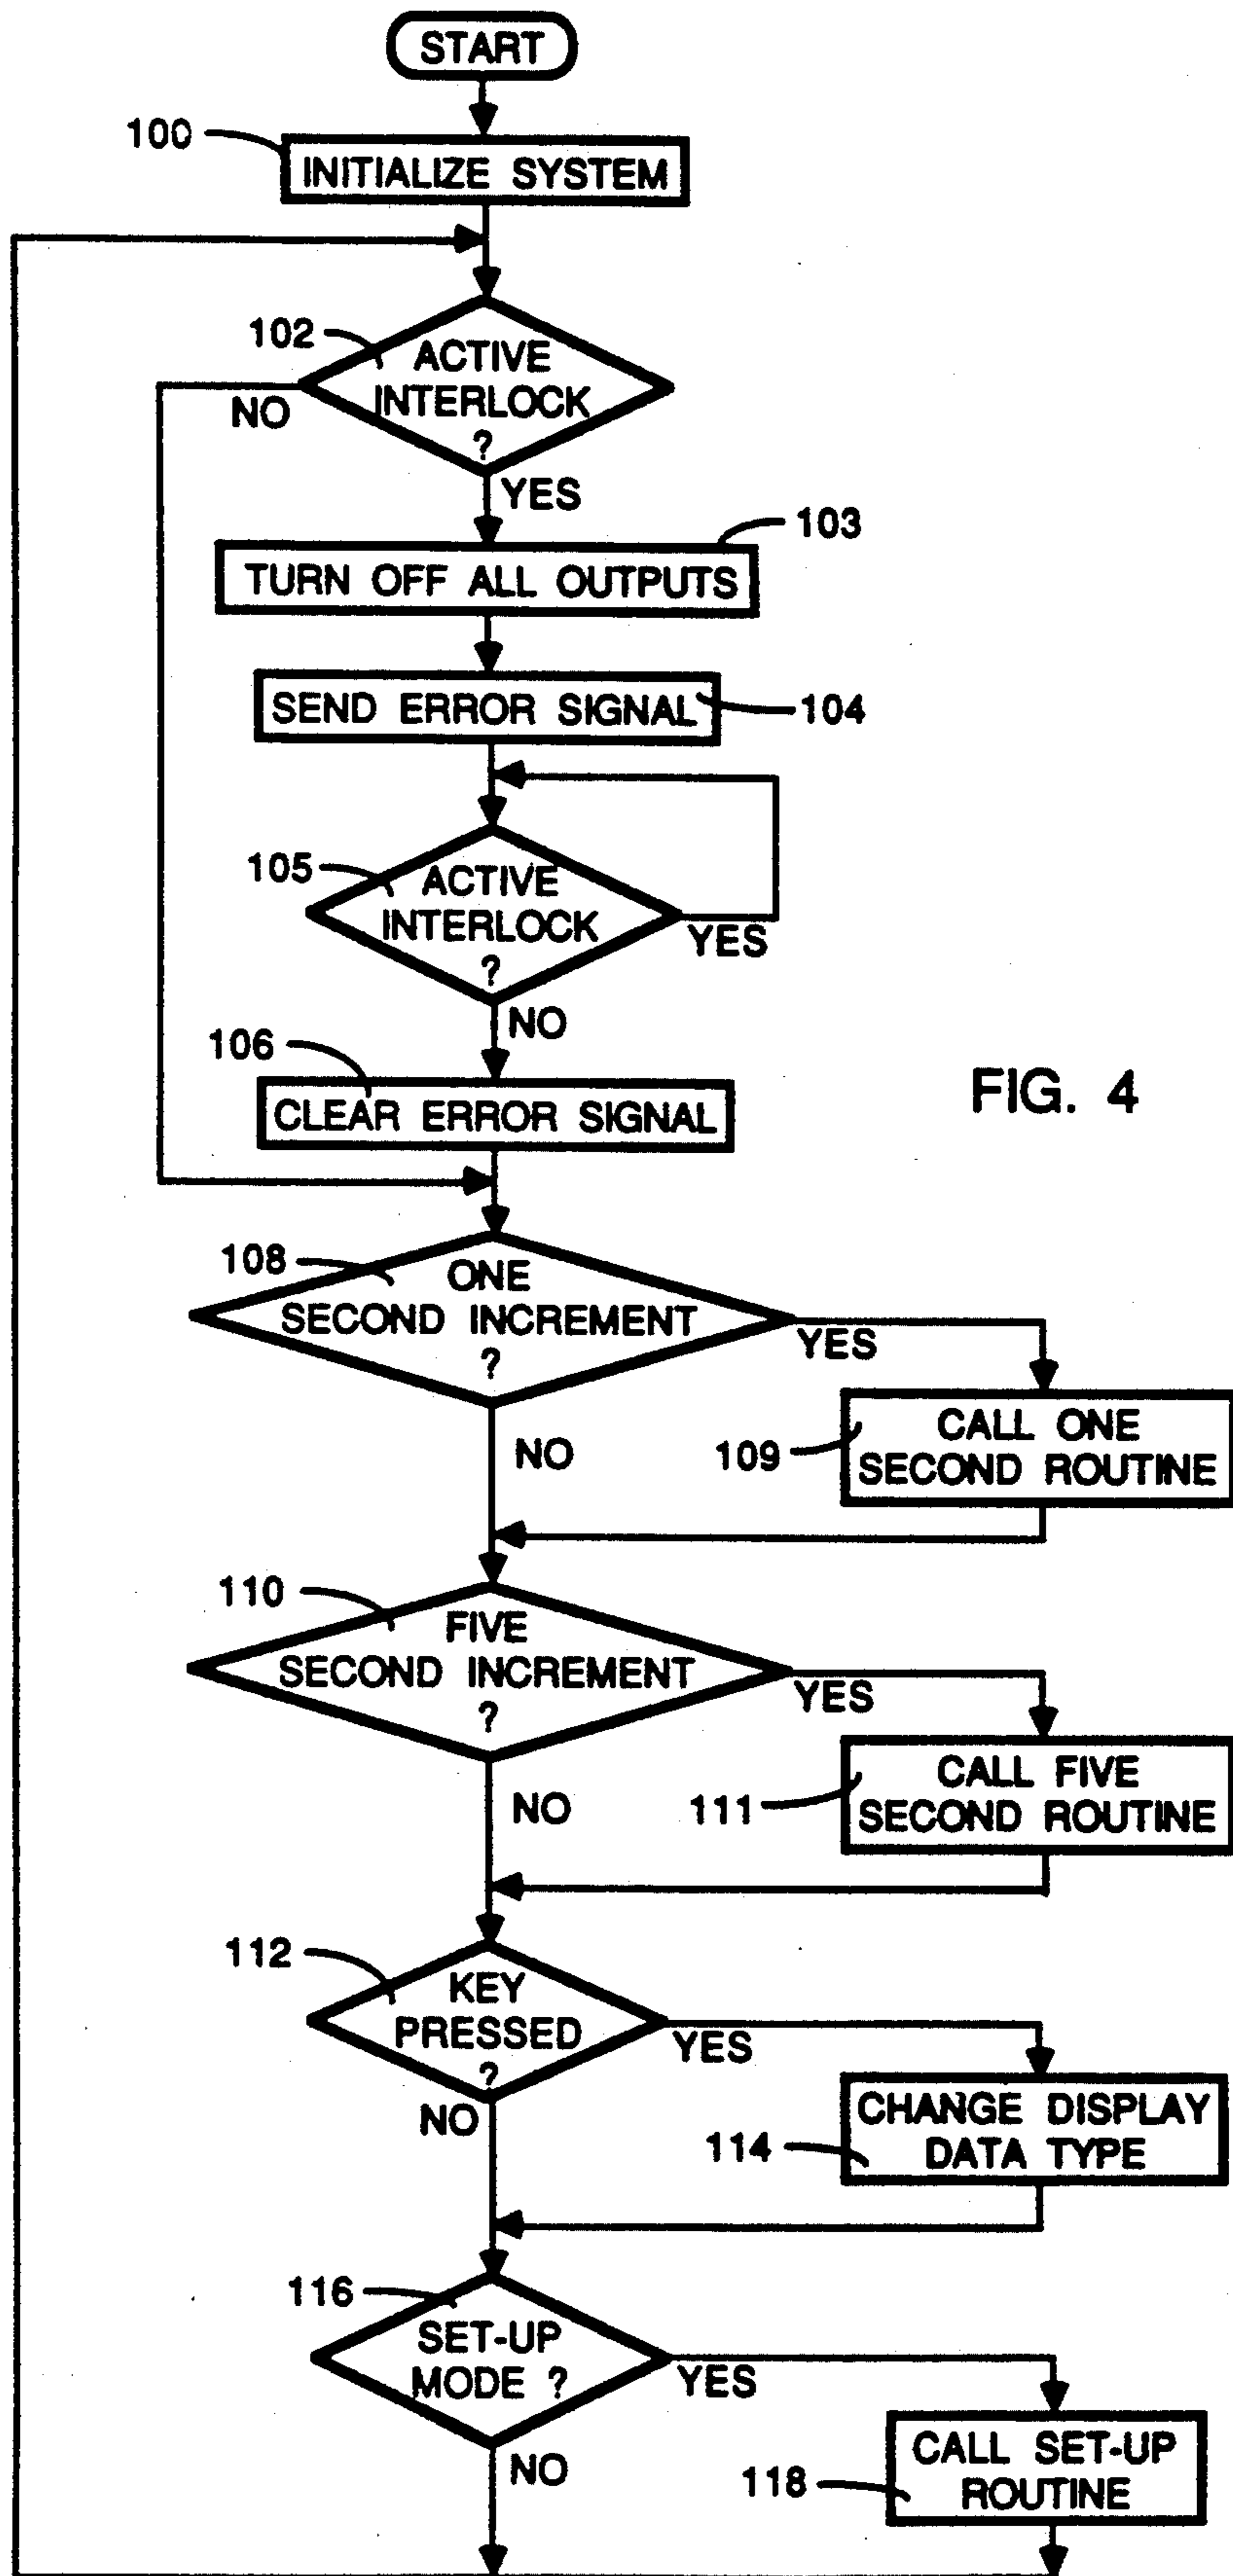 START
100
INITIALIZE SYSTEM
102
ACTIVE
INTERLOCK
?
NO
YES
103
TURN OFF ALL OUTPUTS
SEND ERROR SIGNAL
104
105
ACTIVE
INTERLOCK
?
YES
NO
106
CLEAR ERROR SIGNAL
FIG. 4
108
ONE
SECOND INCREMENT
?
YES
NO
109
CALL ONE
SECOND ROUTINE
110
FIVE
SECOND INCREMENT
?
YES
NO
111
CALL FIVE
SECOND ROUTINE
112
KEY
PRESSED
?
YES
NO
114
CHANGE DISPLAY
DATA TYPE
116
SET-UP
MODE ?
YES
NO
118
CALL SET-UP
ROUTINE